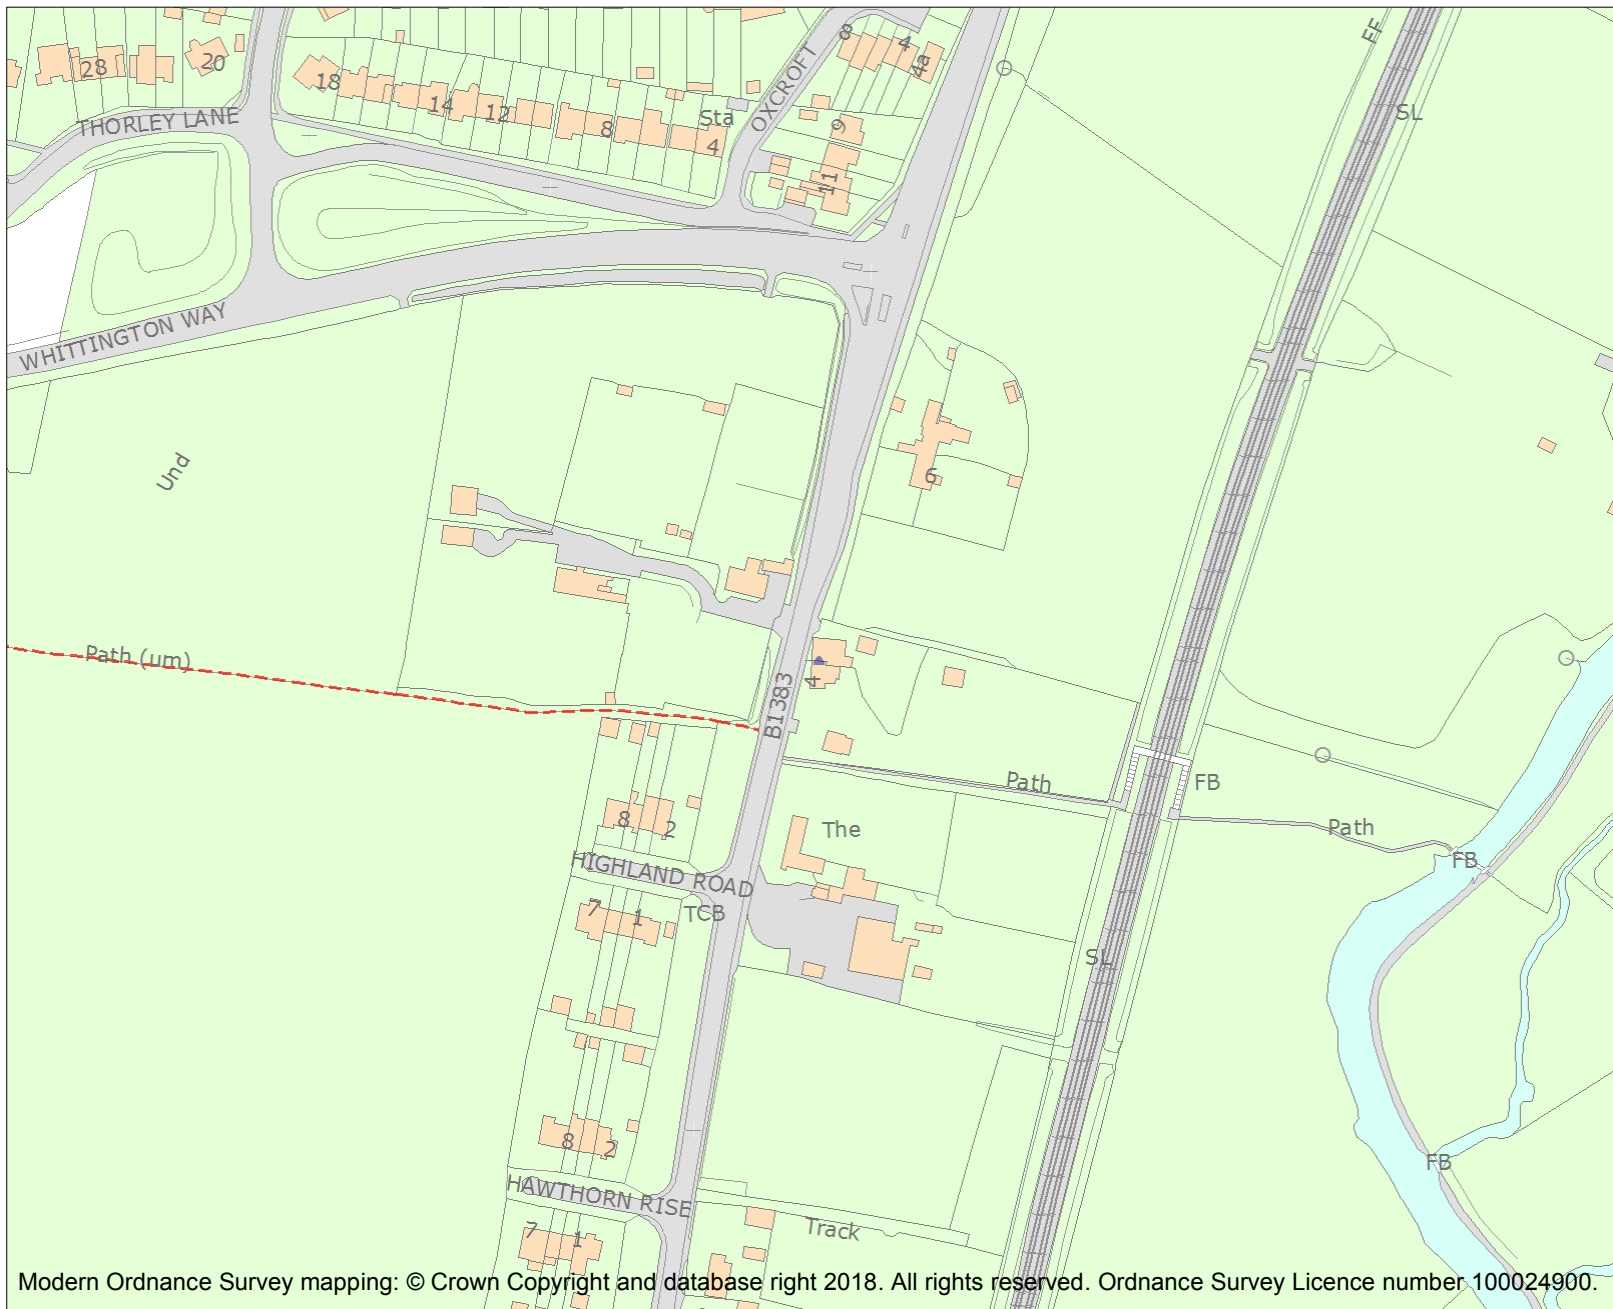 28
20
18
14
12
8
4
Sta
OXCROFT
8
4
4a
9
11
FF
SL
THORLEY LANE
WHITTINGTON WAY
Und
6
Path (um)
B1383
4
Path
FB
Path
FB
The
8
2
HIGHLAND ROAD
TCB
7
1
SL
8
2
FB
HAWTHORN RISE
7
1
Track
Modern Ordnance Survey mapping: © Crown Copyright and database right 2018. All rights reserved. Ordnance Survey Licence number 100024900.